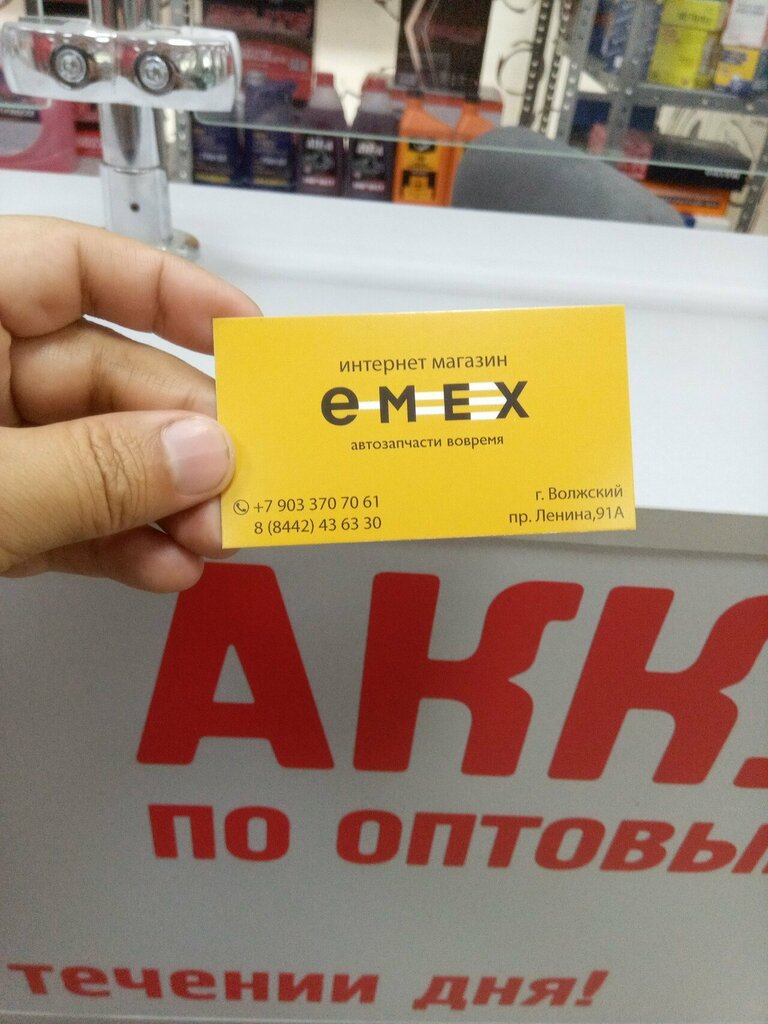 интернет магазин
eмex
автозапчасти вовремя
+7 903 370 70 61
8 (8442) 43 63 30
г. Волжский
пр. Ленина,91А
АКК
по оптовы
течении дня!